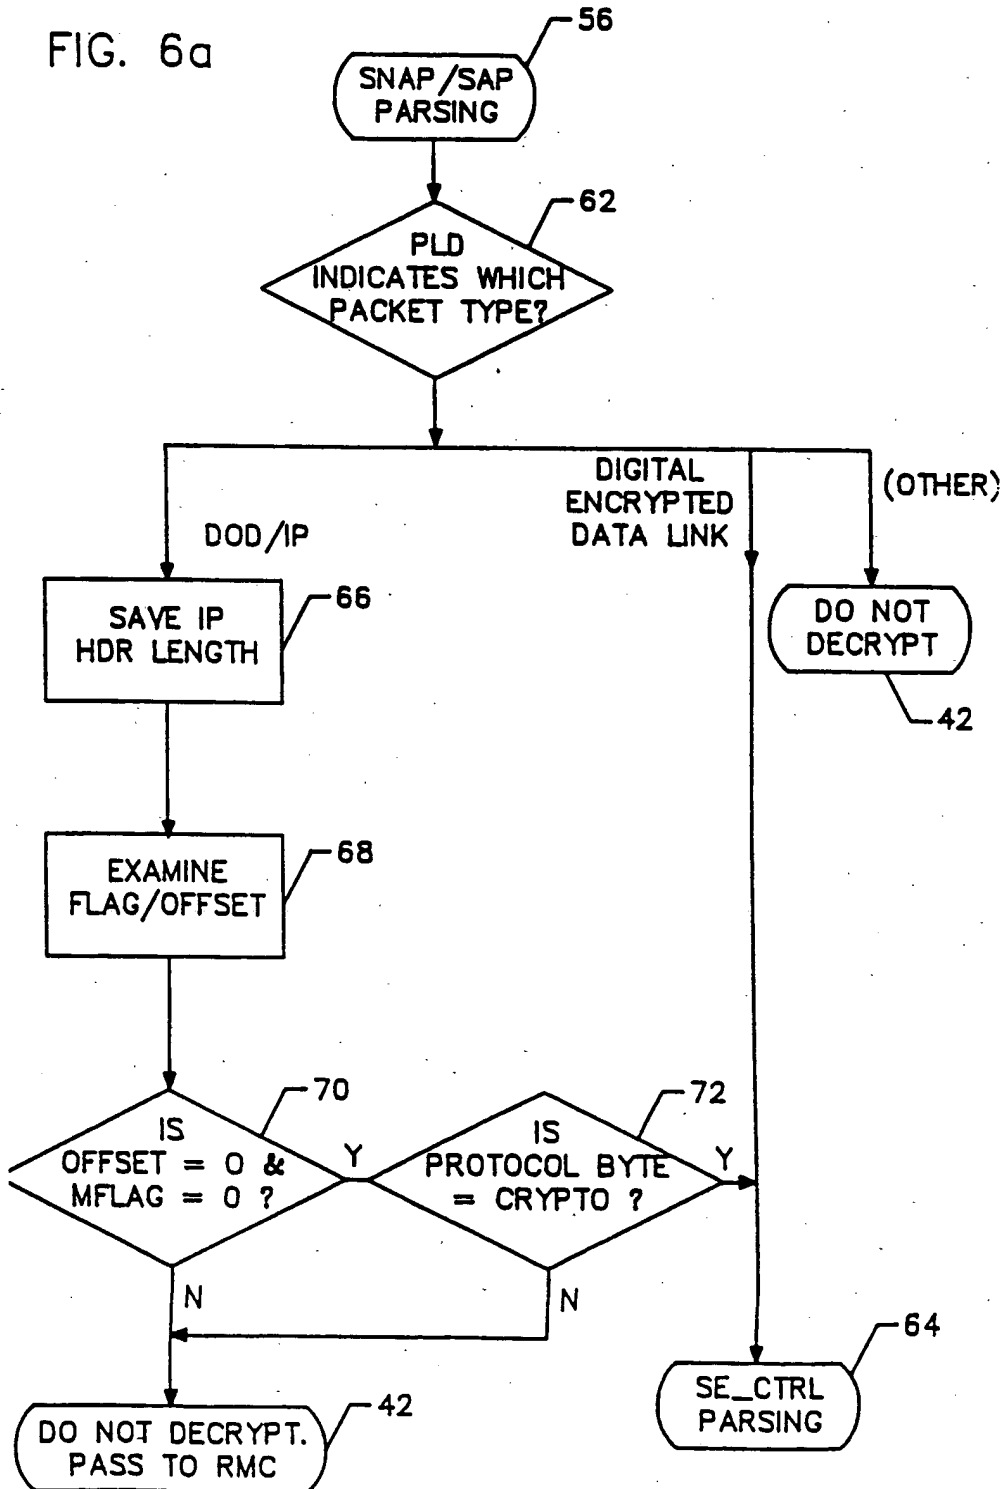 FIG. 6a
56
SNAP/SAP
PARSING
62
PLD
INDICATES WHICH
PACKET TYPE?
DIGITAL
ENCRYPTED
DATA LINK
(OTHER)
DOD/IP
SAVE IP
HDR LENGTH
66
DO NOT
DECRYPT
42
EXAMINE
FLAG/OFFSET
68
IS
OFFSET = 0 &
MFLAG = 0 ?
70
Y
IS
PROTOCOL BYTE
= CRYPTO ?
72
Y
N
N
64
SE_CTRL
PARSING
DO NOT DECRYPT.
PASS TO RMC
42